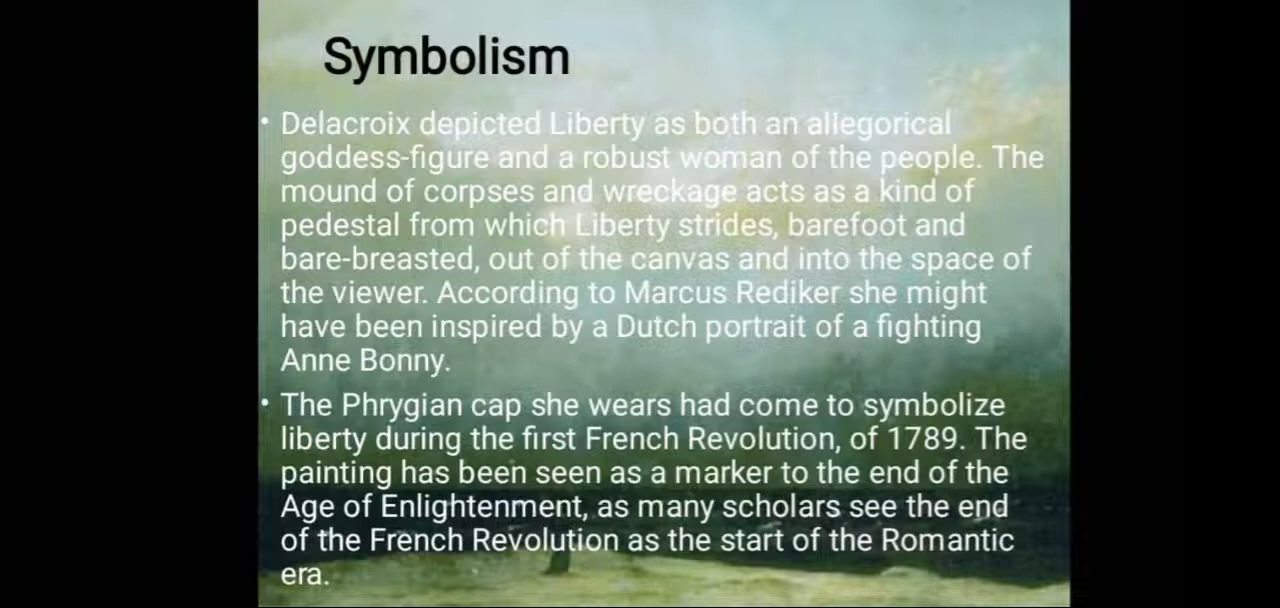 Symbolism
• Delacroix depicted Liberty as both an allegorical
goddess-figure and a robust woman of the people. The
mound of corpses and wreckage acts as a kind of
pedestal from which Liberty strides, barefoot and
bare-breasted, out of the canvas and into the space of
the viewer. According to Marcus Rediker she might
have been inspired by a Dutch portrait of a fighting
Anne Bonny.
• The Phrygian cap she wears had come to symbolize
liberty during the first French Revolution, of 1789. The
painting has been seen as a marker to the end of the
Age of Enlightenment, as many scholars see the end
of the French Revolution as the start of the Romantic
era.